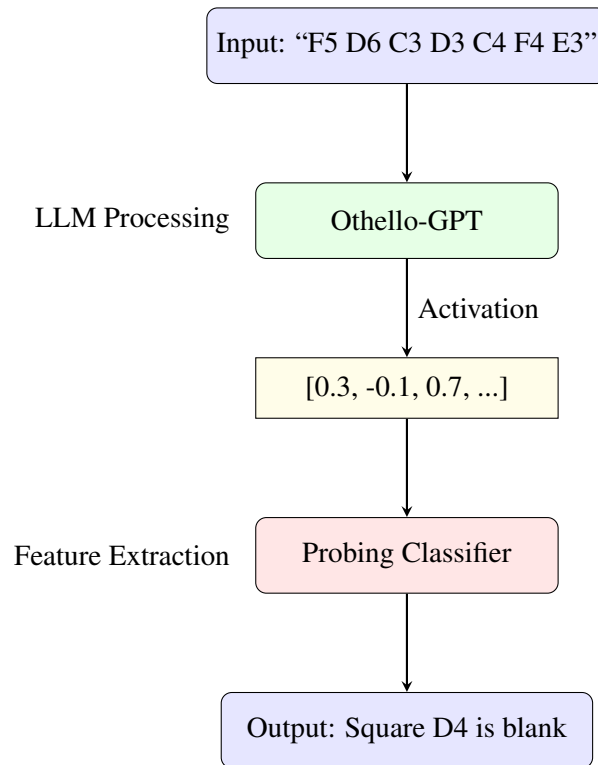 Input: “F5 D6 C3 D3 C4 F4 E3”
LLM Processing
Othello-GPT
Activation
[0.3, -0.1, 0.7, ...]
Feature Extraction
Probing Classifier
Output: Square D4 is blank